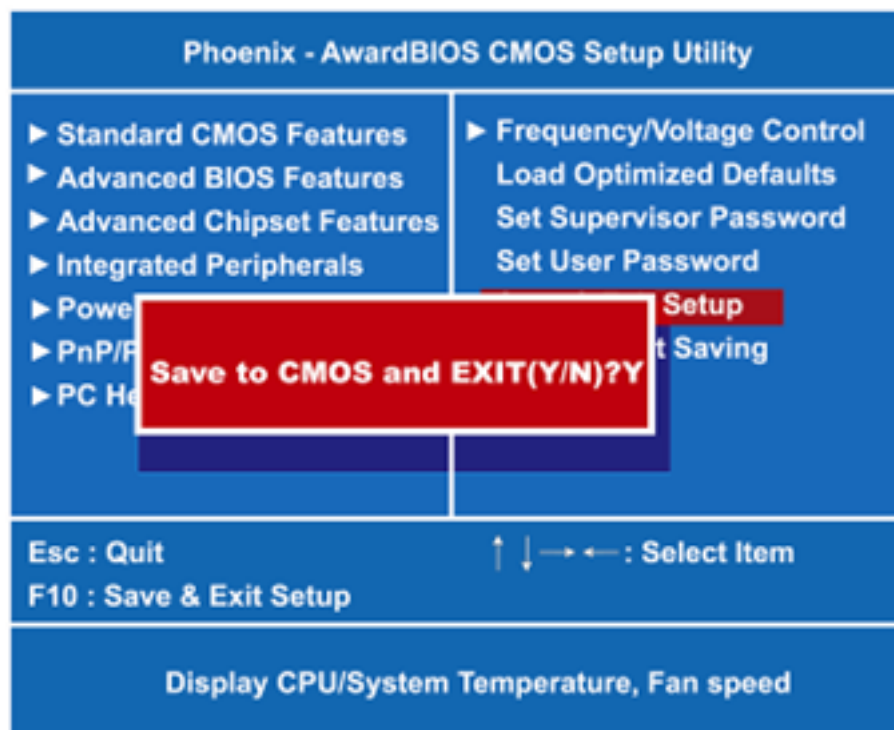 Phoenix - AwardBIOS CMOS Setup Utility
► Standard CMOS Features
► Advanced BIOS Features
► Advanced Chipset Features
► Integrated Peripherals
►
►
► PC
► Frequency/Voltage Control
Load Optimized Defaults
Set Supervisor Password
Set User Password
Setup
Saving
Save to CMOS and EXIT(Y/N)?Y
Esc : Quit
↑ ↓ → ← : Select Item
F10 : Save & Exit Setup
Display CPU/System Temperature, Fan speed